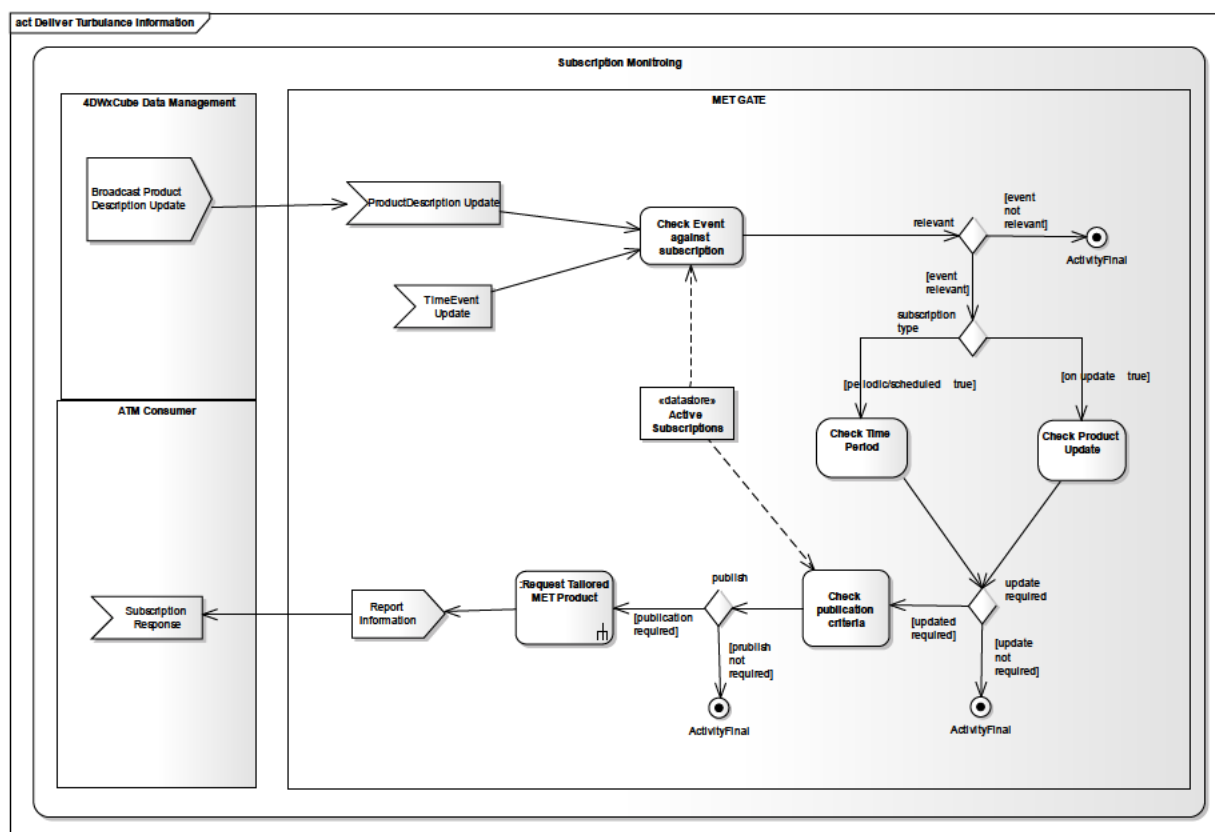 act Deliver Turbulance Information
Subscription Monitroing
4DWxCube Data Management
MET GATE
Broadcast Product
Description Update
ProductDescription Update
TimeEvent
Update
Check Event
against
subscription
relevant
[event
not
relevant]
ActivityFinal
[event
relevant]
subscription
type
[periodic/scheduled true]
[on update true]
Check Time
Period
Check Product
Update
«datastore»
Active
Subscriptions
ATM Consumer
Subscription
Response
Report
Information
:Request Tailored
MET Product
publish
[publication
required]
[prublish
not
required]
ActivityFinal
Check
publication
criteria
[updated
required]
update
required
[update
not
required]
ActivityFinal